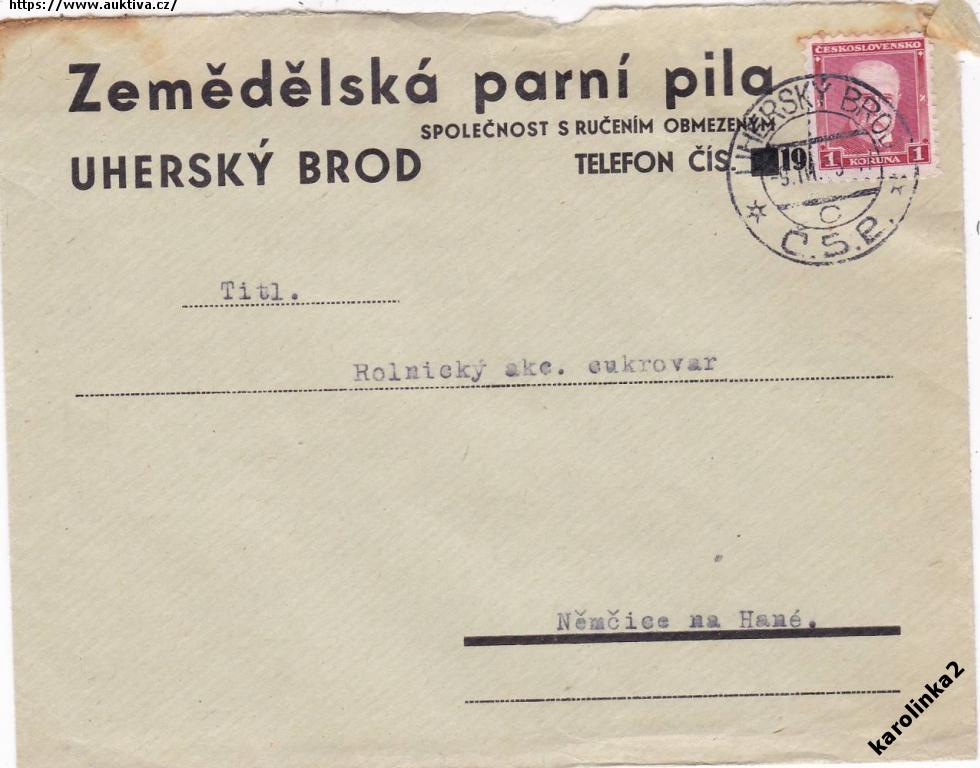 https://www.auktiva.cz/
Zemědělská parní pila
SPOLEČNOST S RUČENÍM OBMEZENÝM
UHERSKÝ BROD
TELEFON ČÍS. 19
ČESKOSLOVENSKO
1 KORUNA 1
UHERSKÝ BROD
C
Č.S.P.
Titl.
Rolnický akc. cukrovar
Němčice na Hané.
karolinka2